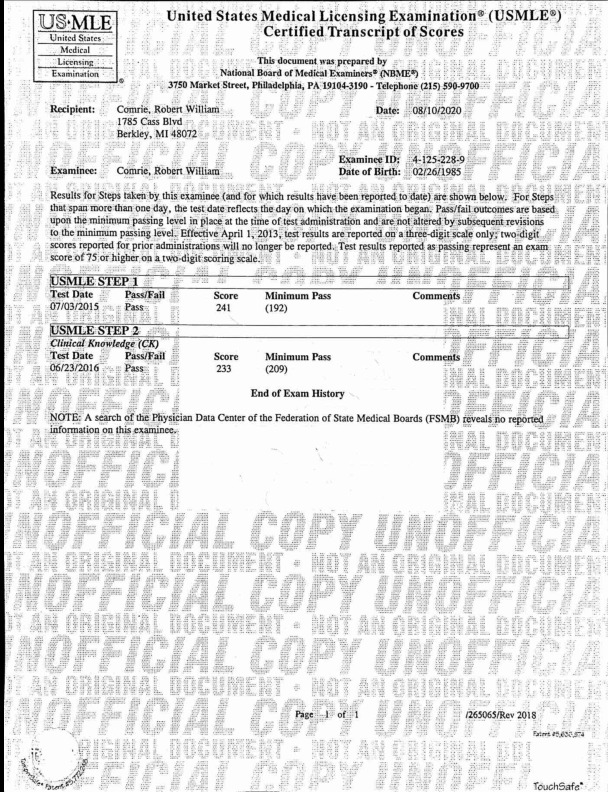 US·MLE
United States
Medical
Licensing
Examination
®
United States Medical Licensing Examination® (USMLE®)
Certified Transcript of Scores
This document was prepared by
National Board of Medical Examiners® (NBME®)
3750 Market Street, Philadelphia, PA 19104-3190 - Telephone (215) 590-9700
Recipient: Comrie, Robert William Date: 08/10/2020
1785 Cass Blvd
Berkley, MI 48072
Examinee ID: 4-125-228-9
Examinee: Comrie, Robert William Date of Birth: 02/26/1985
Results for Steps taken by this examinee (and for which results have been reported to date) are shown below. For Steps
that span more than one day, the test date reflects the day on which the examination began. Pass/fail outcomes are based
upon the minimum passing level in place at the time of test administration and are not altered by subsequent revisions
to the minimum passing level. Effective April 1, 2013, test results are reported on a three-digit scale only; two-digit
scores reported for prior administrations will no longer be reported. Test results reported as passing represent an exam
score of 75 or higher on a two-digit scoring scale.
USMLE STEP 1
Test Date Pass/Fail Score Minimum Pass Comments
07/03/2015 Pass 241 (192)
USMLE STEP 2
Clinical Knowledge (CK)
Test Date Pass/Fail Score Minimum Pass Comments
06/23/2016 Pass 233 (209)
End of Exam History
NOTE: A search of the Physician Data Center of the Federation of State Medical Boards (FSMB) reveals no reported
information on this examinee.
UNOFFICIAL COPY UNOFFICIA
NOT AN ORIGINAL DOCUMENT - NOT AN ORIGINAL DOCUMENT
Page 1 of 1 /265065/Rev 2018
TouchSafe